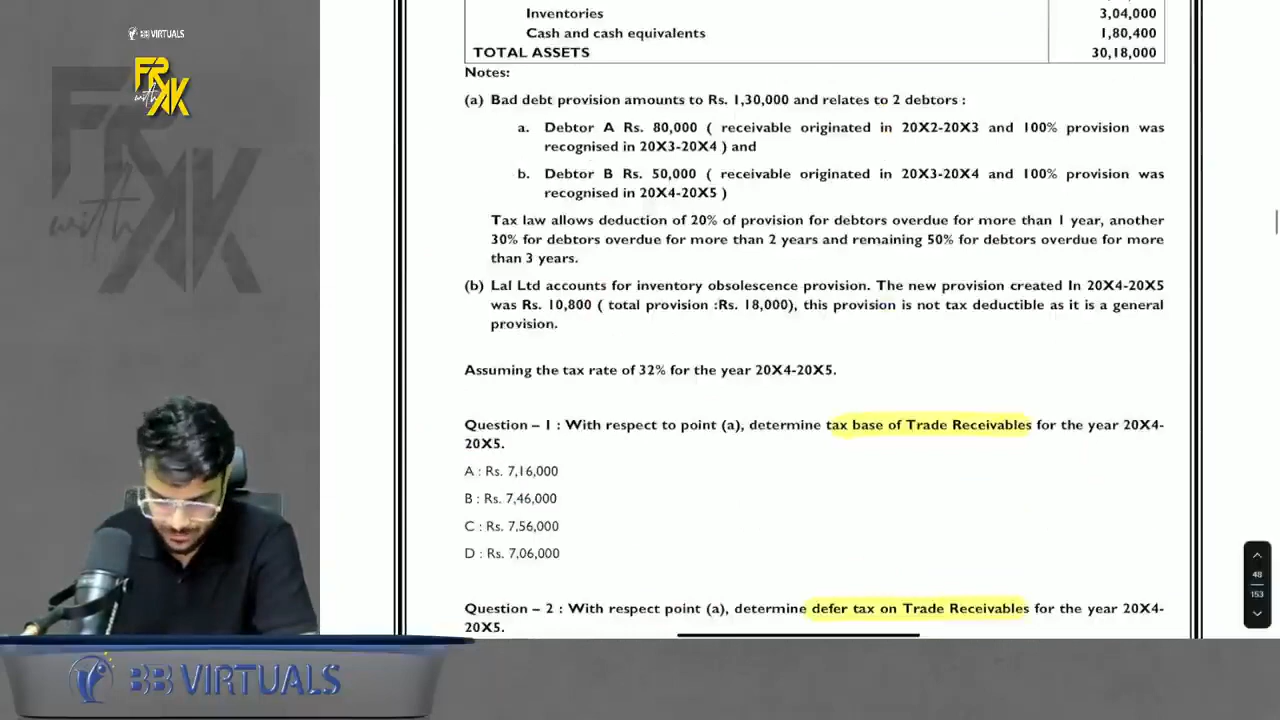 BB VIRTUALS
FR
with
KK
FR
with
KK
Inventories 3,04,000
Cash and cash equivalents 1,80,400
TOTAL ASSETS 30,18,000
Notes:
(a) Bad debt provision amounts to Rs. 1,30,000 and relates to 2 debtors :
a. Debtor A Rs. 80,000 ( receivable originated in 20X2-20X3 and 100% provision was
recognised in 20X3-20X4 ) and
b. Debtor B Rs. 50,000 ( receivable originated in 20X3-20X4 and 100% provision was
recognised in 20X4-20X5 )
Tax law allows deduction of 20% of provision for debtors overdue for more than 1 year, another
30% for debtors overdue for more than 2 years and remaining 50% for debtors overdue for more
than 3 years.
(b) Lal Ltd accounts for inventory obsolescence provision. The new provision created In 20X4-20X5
was Rs. 10,800 ( total provision :Rs. 18,000), this provision is not tax deductible as it is a general
provision.
Assuming the tax rate of 32% for the year 20X4-20X5.
Question – 1 : With respect to point (a), determine tax base of Trade Receivables for the year 20X4-
20X5.
A : Rs. 7,16,000
B : Rs. 7,46,000
C : Rs. 7,56,000
D : Rs. 7,06,000
Question – 2 : With respect point (a), determine defer tax on Trade Receivables for the year 20X4-
20X5.
48
153
BB VIRTUALS